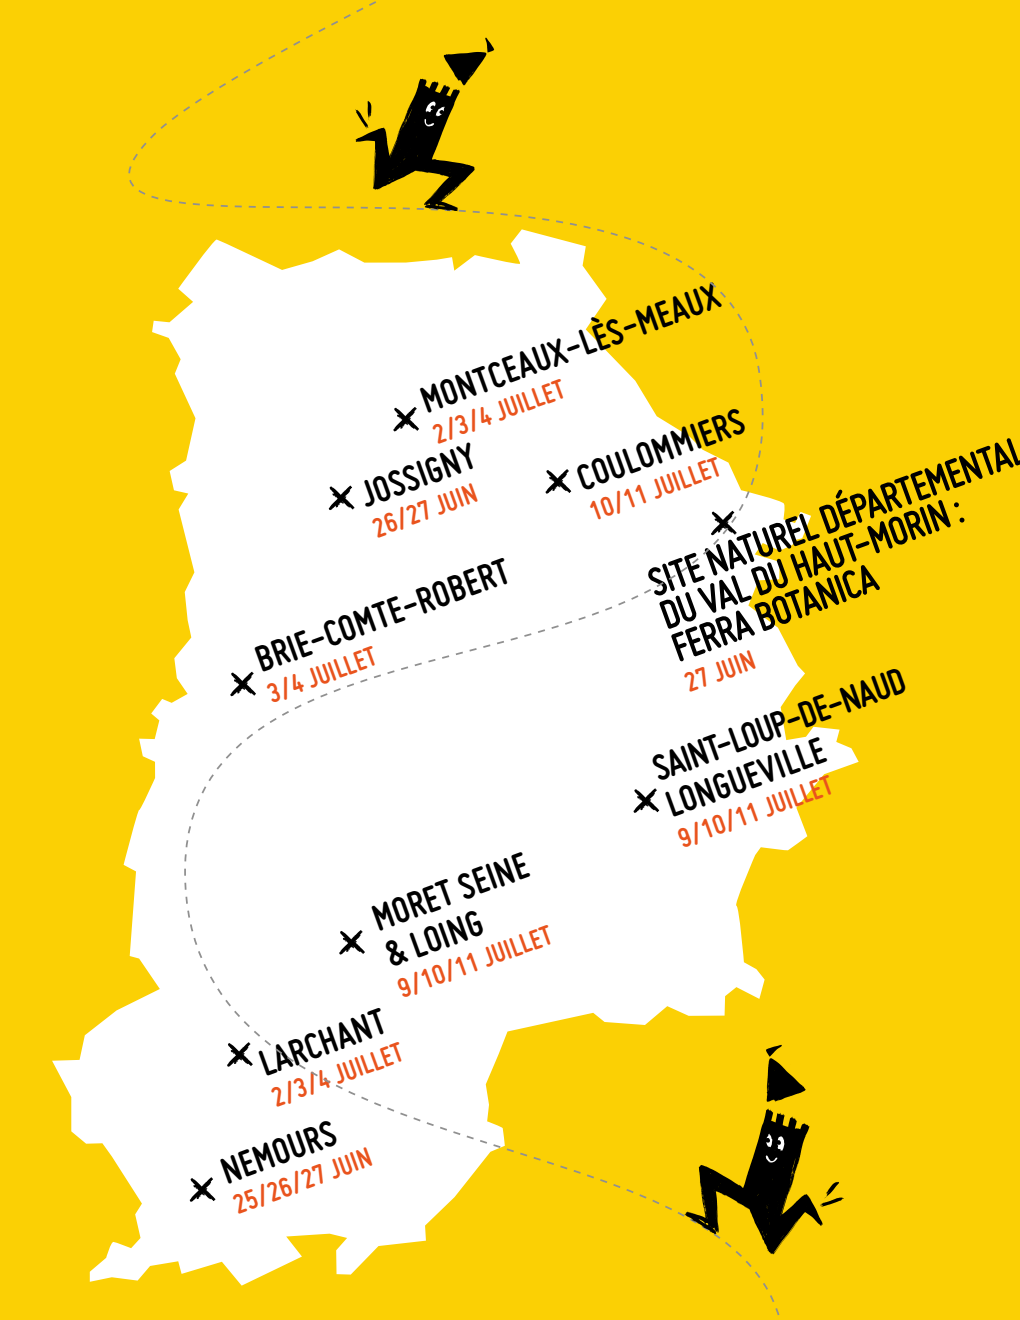 MONTCEAUX-LÈS-MEAUX
2/3/4 JUILLET
JOSSIGNY
26/27 JUIN
COULOMMIERS
10/11 JUILLET
SITE NATUREL DÉPARTEMENTAL
DU VAL DU HAUT-MORIN :
FERRA BOTANICA
27 JUIN
BRIE-COMTE-ROBERT
3/4 JUILLET
SAINT-LOUP-DE-NAUD
LONGUEVILLE
9/10/11 JUILLET
MORET SEINE
& LOING
9/10/11 JUILLET
LARCHANT
2/3/4 JUILLET
NEMOURS
25/26/27 JUIN